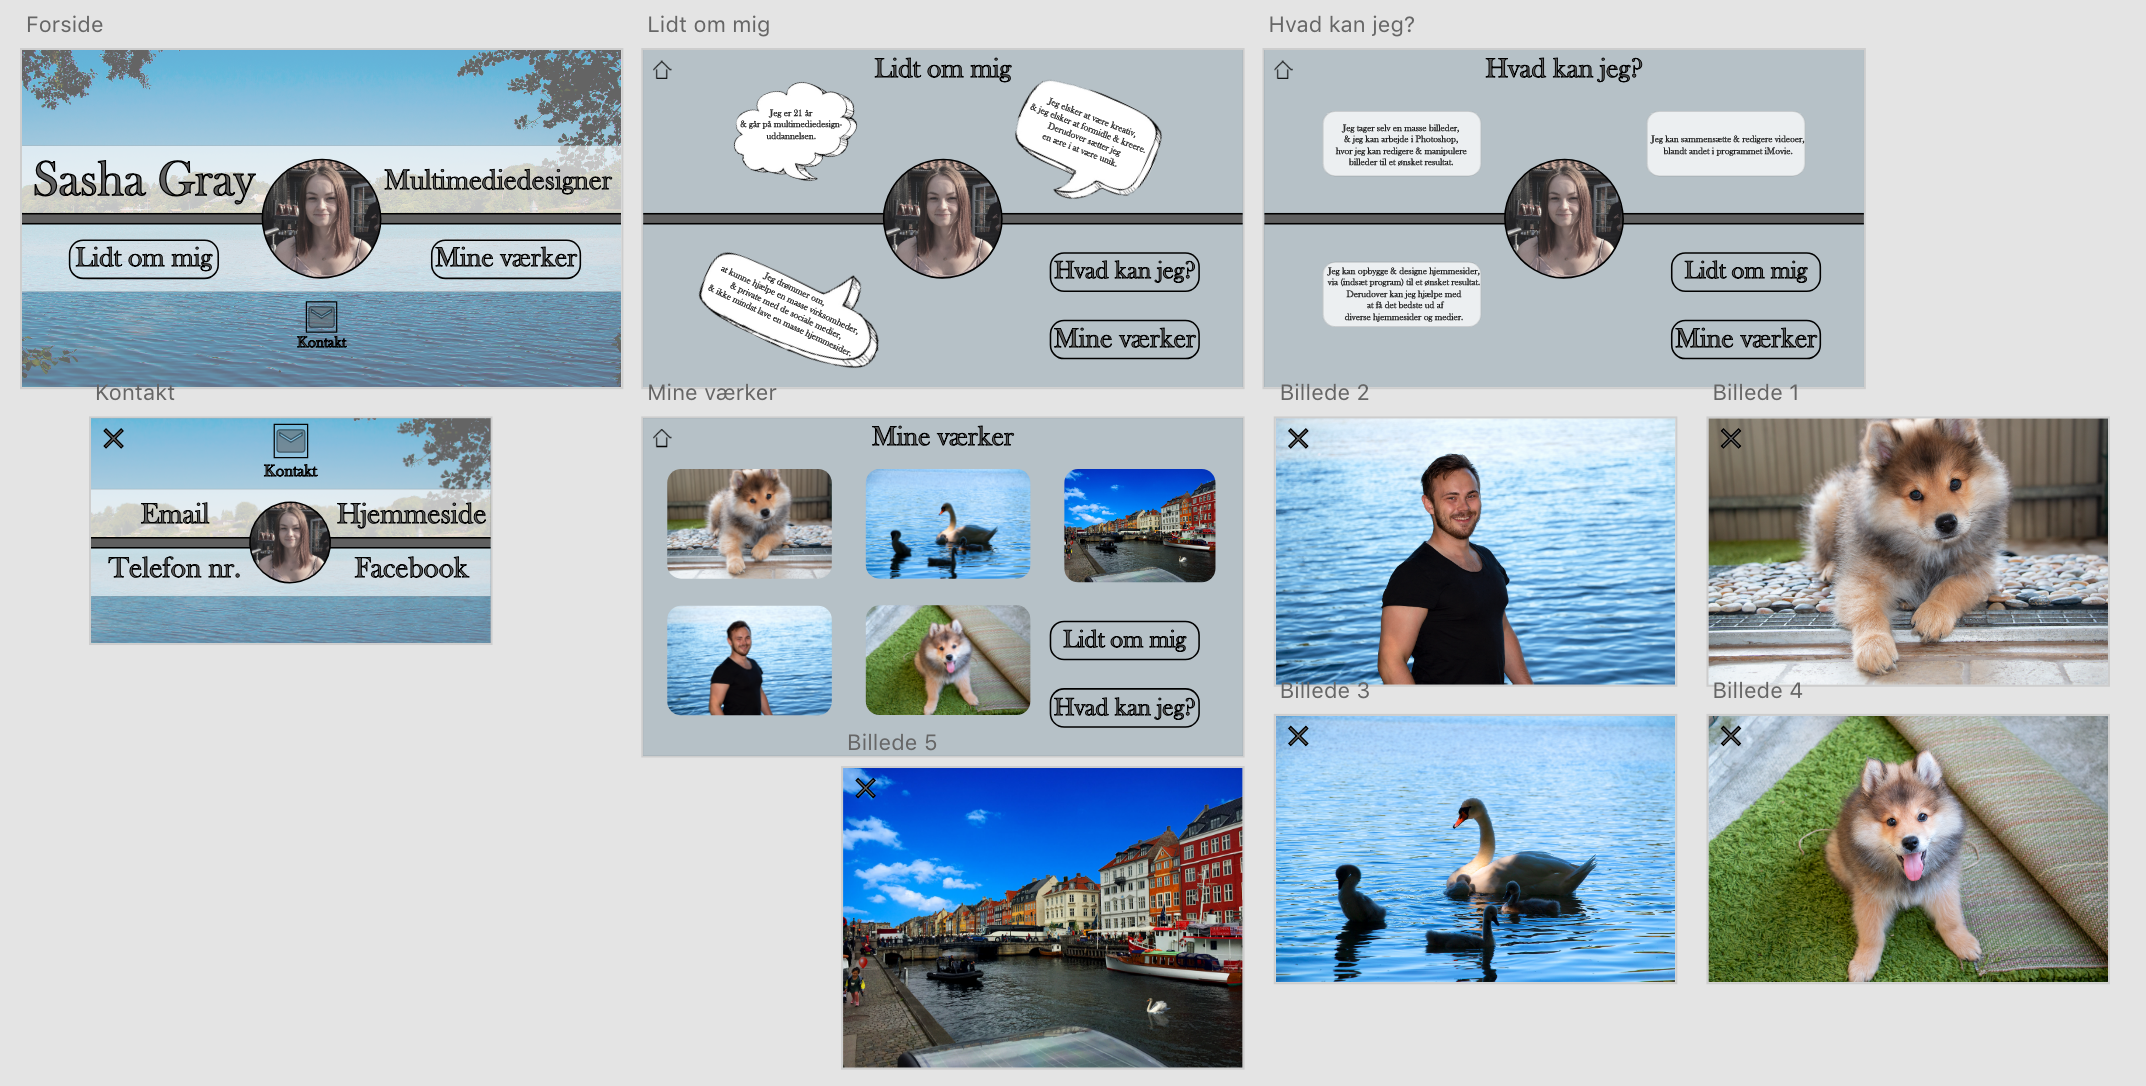 Forside
Sasha Gray
Multimediedesigner
Lidt om mig
Mine værker
Kontakt
Lidt om mig
Lidt om mig
Jeg er 21 år
& går på multimediedesign-
uddannelsen.
Jeg elsker at være kreativ,
& jeg elsker at formidle & kreere.
Derudover sætter jeg
en ære i at være unik.
Jeg drømmer om,
at kunne hjælpe en masse virksomheder,
& private med de sociale medier,
& ikke mindst lave en masse hjemmesider.
Hvad kan jeg?
Mine værker
Hvad kan jeg?
Hvad kan jeg?
Jeg tager selv en masse billeder,
& jeg kan arbejde i Photoshop,
hvor jeg kan redigere & manipulere
billeder til et ønsket resultat.
Jeg kan sammensætte & redigere videoer,
blandt andet i programmet iMovie.
Jeg kan opbygge & designe hjemmesider,
via (indsæt program) til et ønsket resultat.
Derudover kan jeg hjælpe med
at få det bedste ud af
diverse hjemmesider og medier.
Lidt om mig
Mine værker
Kontakt
Kontakt
Email
Hjemmeside
Telefon nr.
Facebook
Mine værker
Mine værker
Lidt om mig
Hvad kan jeg?
Billede 2
Billede 1
Billede 3
Billede 4
Billede 5